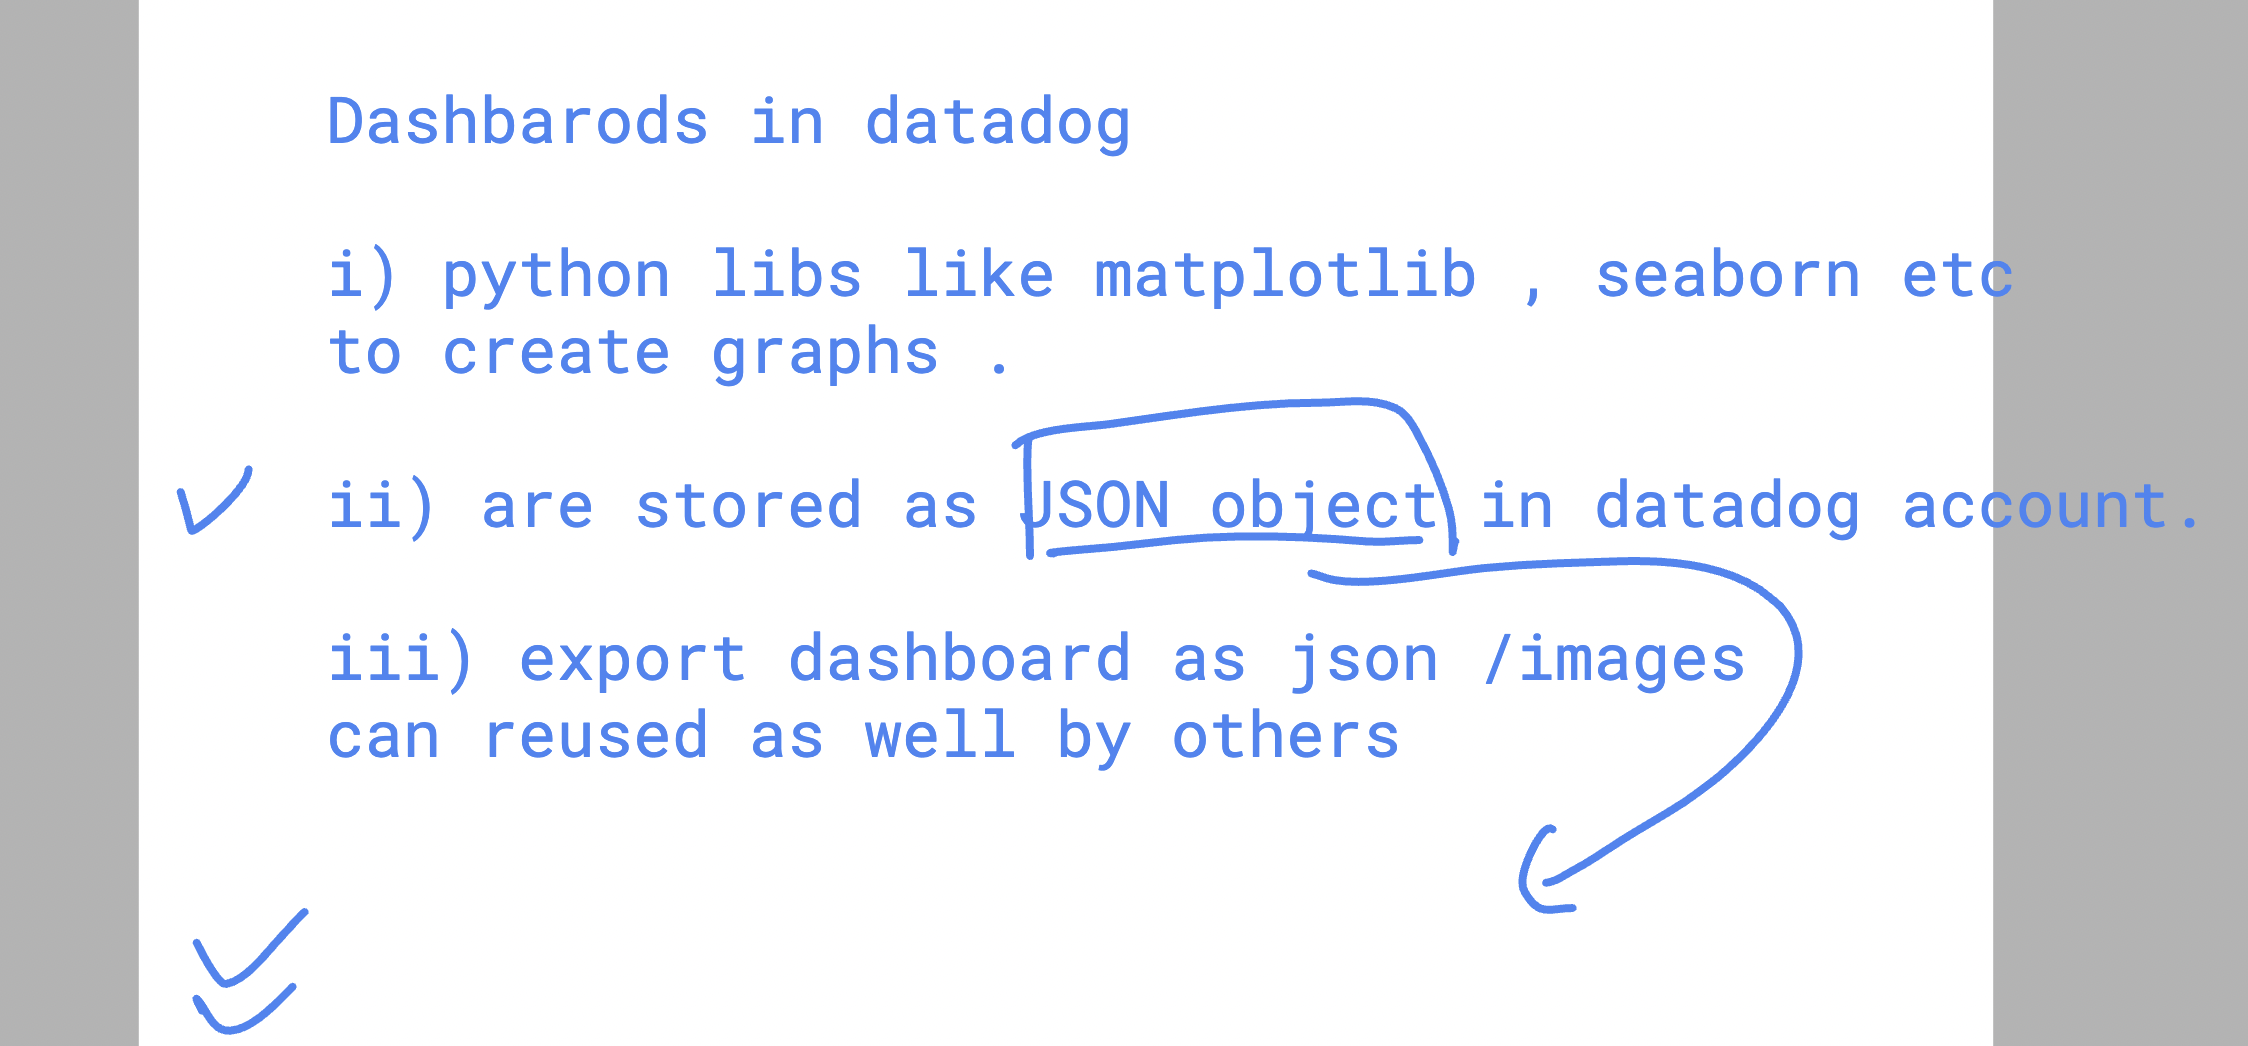 Dashbarods in datadog
i) python libs like matplotlib , seaborn etc
to create graphs .
ii) are stored as JSON object in datadog account.
iii) export dashboard as json /images
can reused as well by others